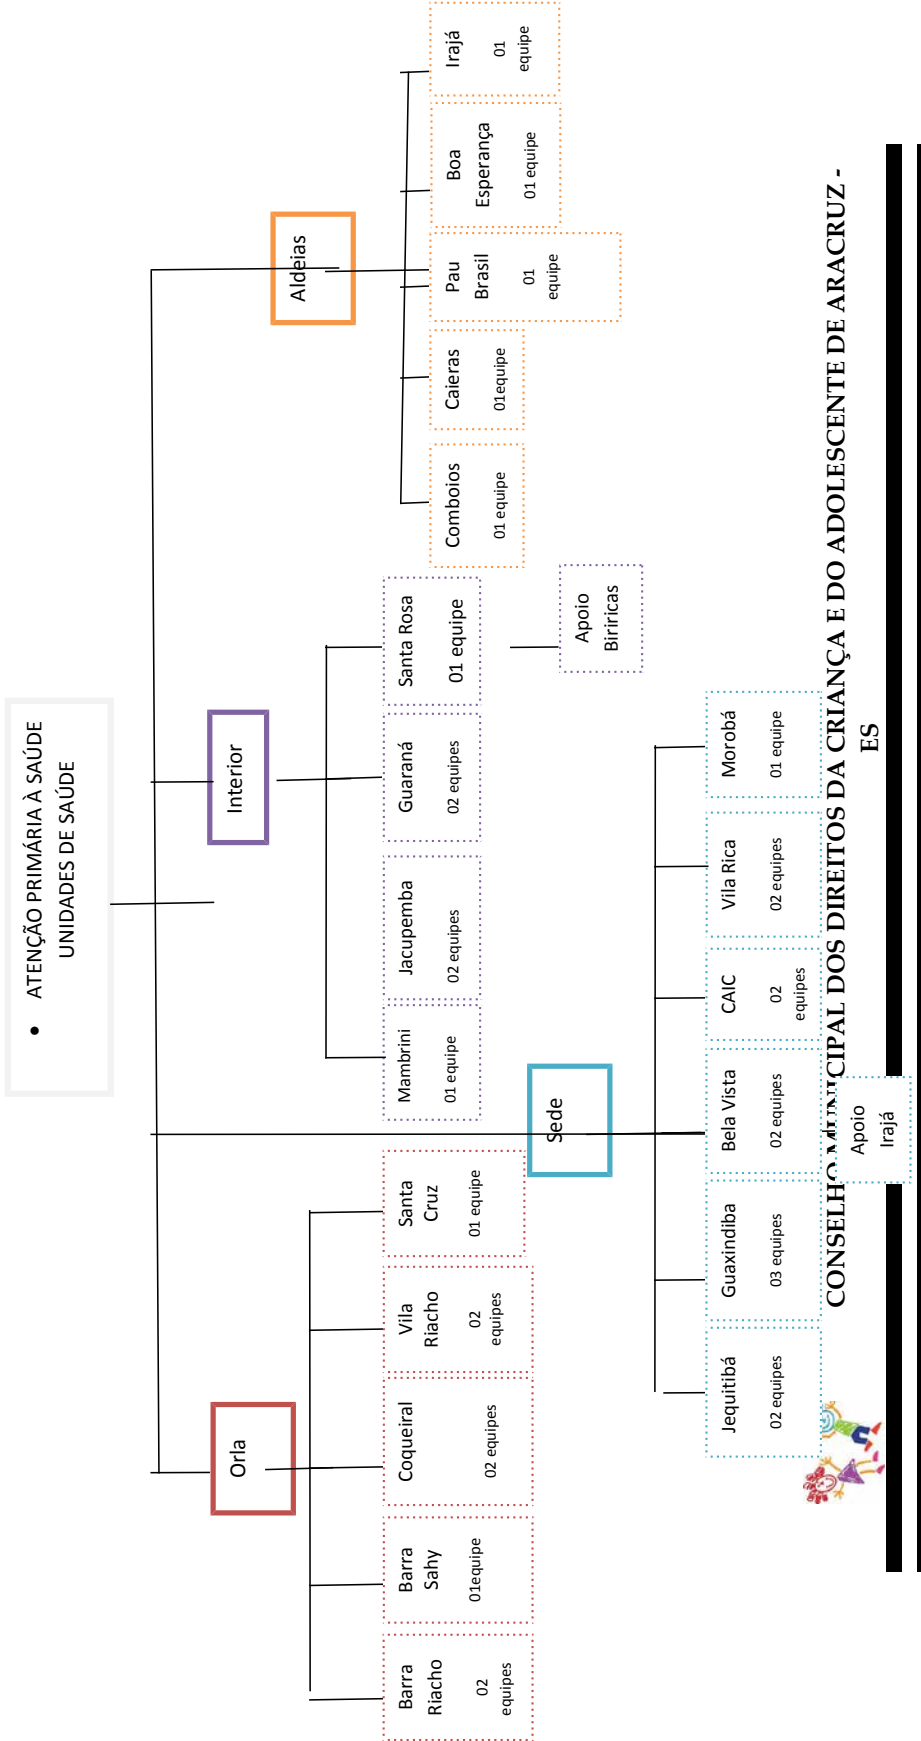 • ATENÇÃO PRIMÁRIA À SAÚDE
UNIDADES DE SAÚDE
Orla
Interior
Aldeias
Barra
Riacho
02
equipes
Barra
Sahy
01equipe
Coqueiral
02 equipes
Vila
Riacho
02
equipes
Santa
Cruz
01 equipe
Mambrini
01 equipe
Jacupemba
02 equipes
Guaraná
02 equipes
Santa Rosa
01 equipe
Apoio
Biriricas
Comboios
01 equipe
Caieras
01equipe
Pau
Brasil
01
equipe
Boa
Esperança
01 equipe
Irajá
01
equipe
Sede
Jequitibá
02 equipes
Guaxindiba
03 equipes
Bela Vista
02 equipes
CAIC
02
equipes
Vila Rica
02 equipes
Morobá
01 equipe
Apoio
Irajá
CONSELHO MUNICIPAL DOS DIREITOS DA CRIANÇA E DO ADOLESCENTE DE ARACRUZ -
ES